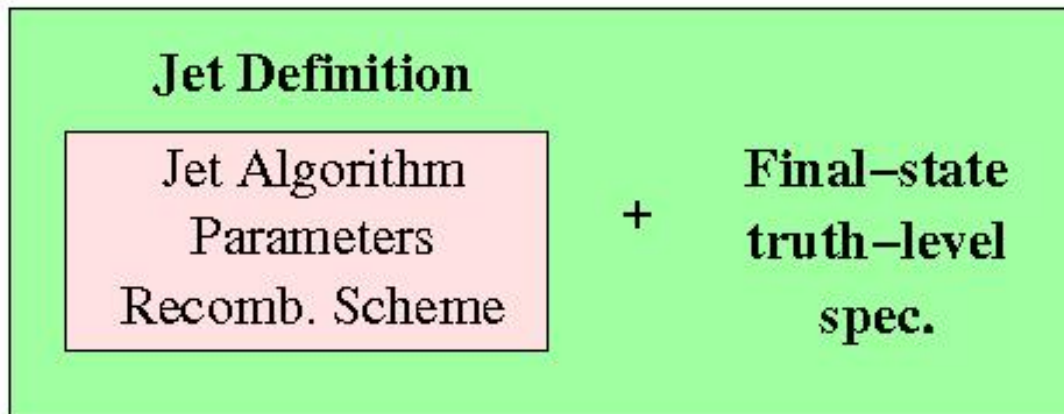 Jet Definition
Jet Algorithm
Parameters
Recomb. Scheme
+
Final–state
truth–level
spec.